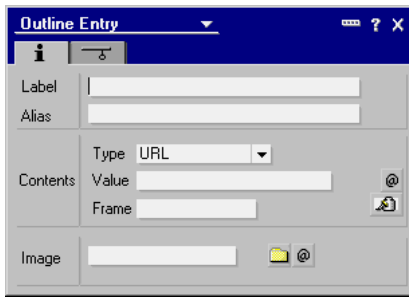 Outline Entry ? X
i
Label
Alias
Type URL
Contents Value @
Frame
Image @